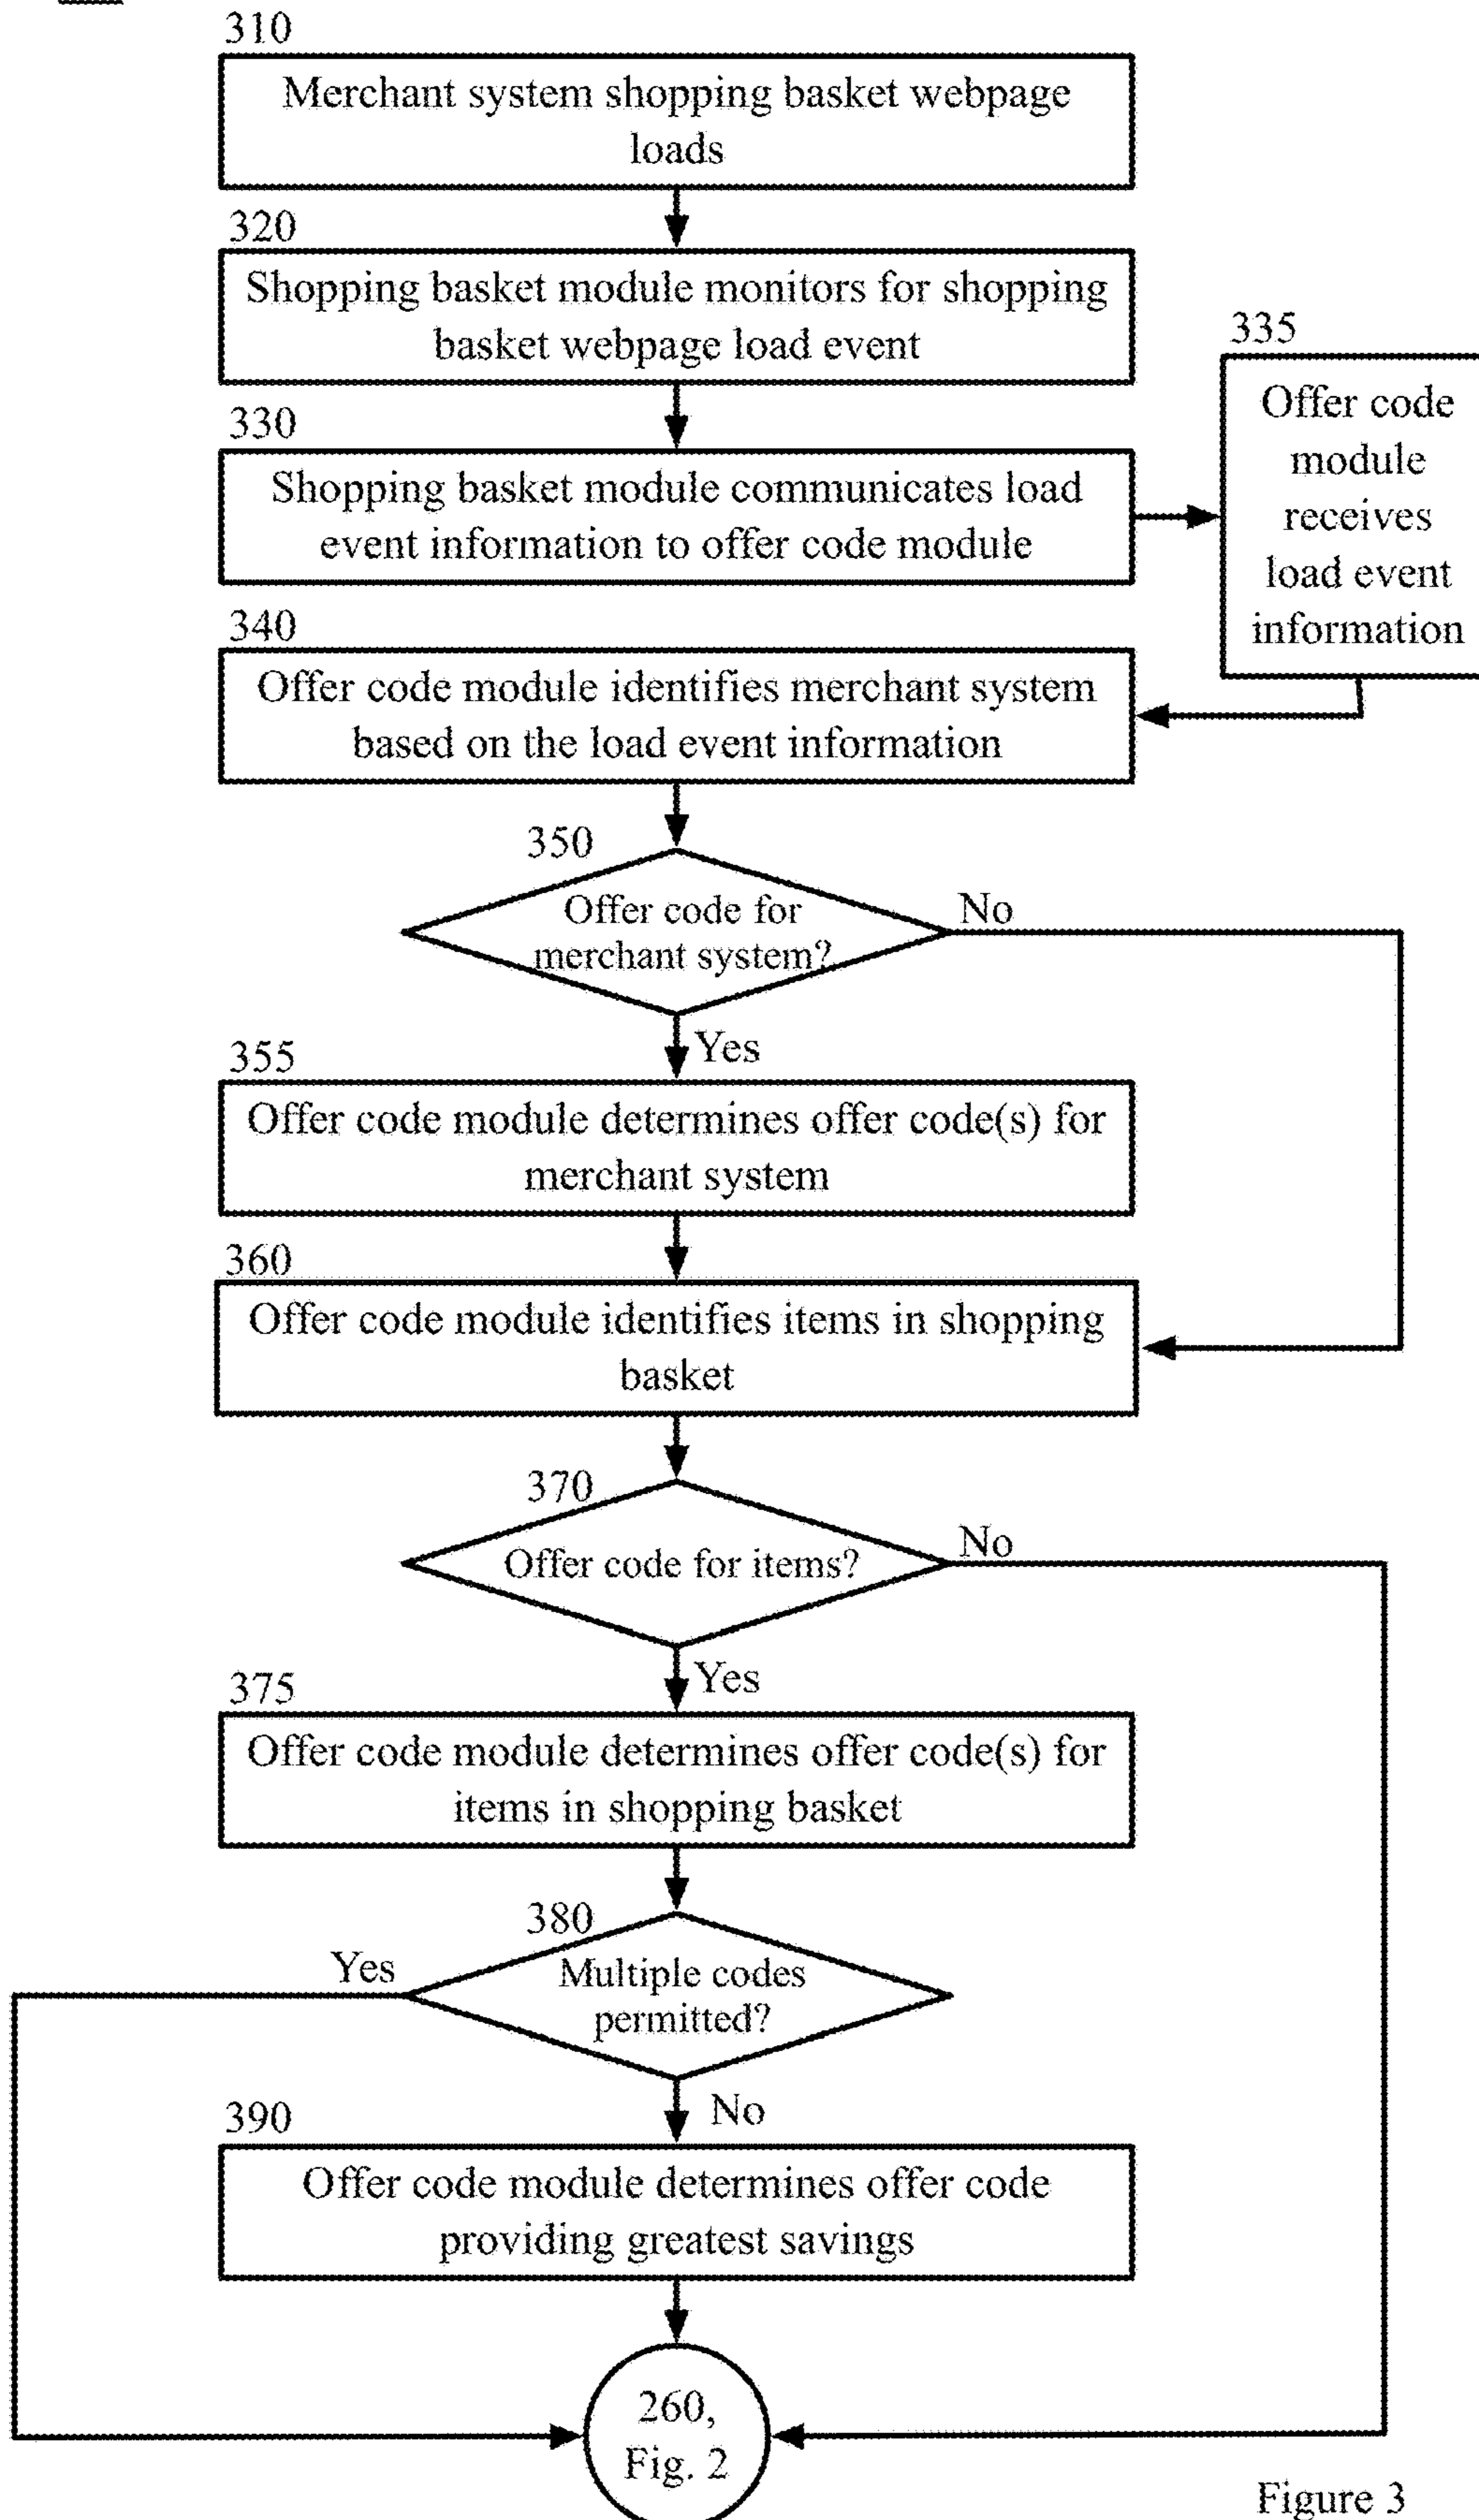 310
Merchant system shopping basket webpage
loads
320
Shopping basket module monitors for shopping
basket webpage load event
330
Shopping basket module communicates load
event information to offer code module
335
Offer code
module
receives
load event
information
340
Offer code module identifies merchant system
based on the load event information
350
Offer code for
merchant system?
No
Yes
355
Offer code module determines offer code(s) for
merchant system
360
Offer code module identifies items in shopping
basket
370
Offer code for items?
No
Yes
375
Offer code module determines offer code(s) for
items in shopping basket
380
Multiple codes
permitted?
Yes
No
390
Offer code module determines offer code
providing greatest savings
260,
Fig. 2
Figure 3